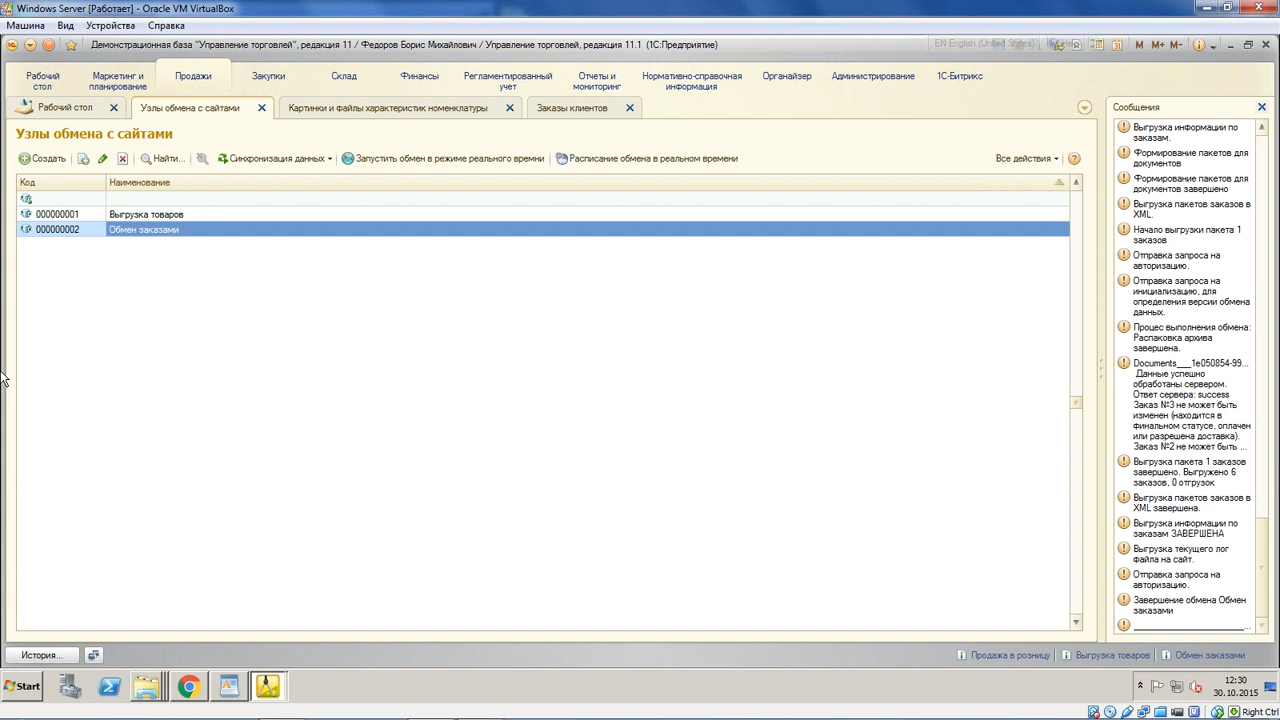 Windows Server [Работает] - Oracle VM VirtualBox
Машина Вид Устройства Справка
Демонстрационная база "Управление торговлей", редакция 11 / Федоров Борис Михайлович / Управление торговлей, редакция 11.1 (1С:Предприятие)
EN English (United States)
M M+ M-
Рабочий стол
Маркетинг и планирование
Продажи
Закупки
Склад
Финансы
Регламентированный учет
Отчеты и мониторинг
Нормативно-справочная информация
Органайзер
Администрирование
1С-Битрикс
Рабочий стол
Узлы обмена с сайтами
Картинки и Файлы характеристик номенклатуры
Заказы клиентов
Узлы обмена с сайтами
Создать
Найти...
Синхронизация данных
Запустить обмен в режиме реального времни
Расписание обмена в реальном времени
Все действия
Код Наименование
000000001 Выгрузка товаров
000000002 Обмен заказами
Сообщения
Выгрузка информации по
заказам.
Формирование пакетов для
документов
Формирование пакетов для
документов завершено
Выгрузка пакетов заказов в
XML.
Начало выгрузки пакета 1
заказов
Отправка запроса на
авторизацию.
Отправка запроса на
инициализацию, для
определения версии обмена
данных.
Процес выполнения обмена:
Распаковка архива
завершена.
Documents___1e050854-99...
Данные успешно
обработаны сервером.
Ответ сервера: success
Заказ №3 не может быть
изменен (находится в
финальном статусе, оплачен
или разрешена доставка).
Заказ №2 не может быть ...
Выгрузка пакета 1 заказов
завершено. Выгружено 6
заказов, 0 отгрузок
Выгрузка пакетов заказов в
XML завершена.
Выгрузка информации по
заказам ЗАВЕРШЕНА
Выгрузка текущего лог
файла на сайт.
Отправка запроса на
авторизацию.
Завершение обмена Обмен
заказами
История...
Продажа в розницу
Выгрузка товаров
Обмен заказами
Start
12:30
30.10.2015
Right Ctrl